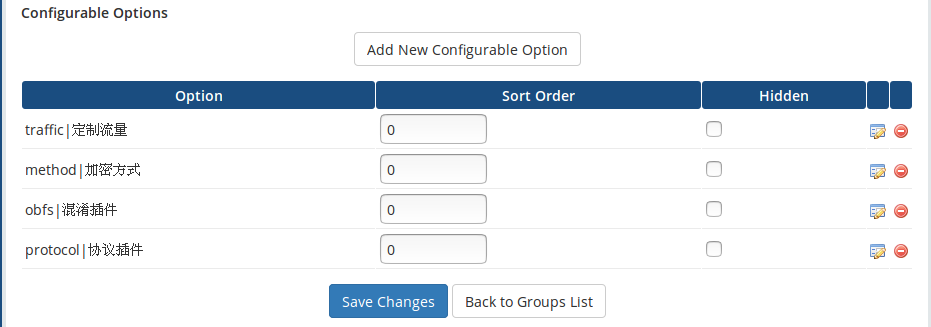 Configurable Options
Add New Configurable Option
Option Sort Order Hidden
traffic|定制流量 0
method|加密方式 0
obfs|混淆插件 0
protocol|协议插件 0
Save Changes Back to Groups List